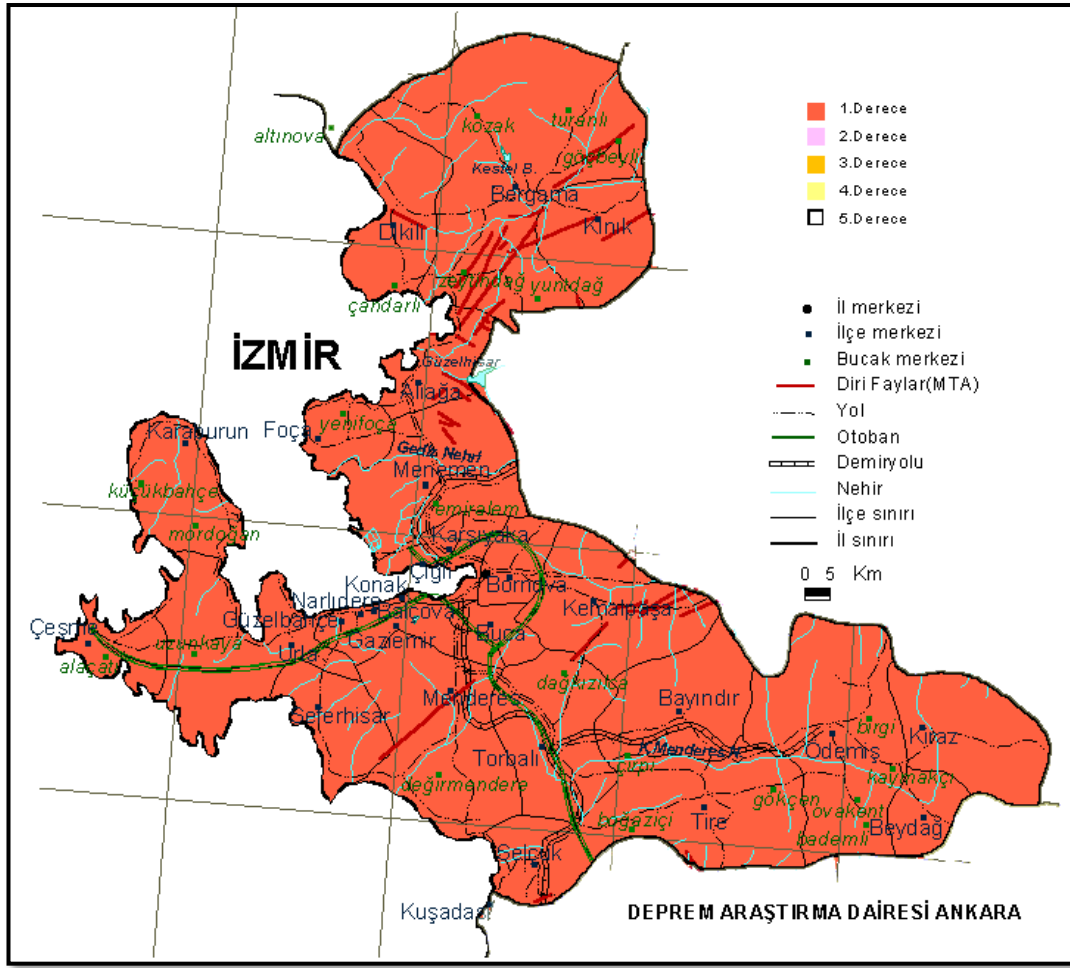 altınova
kozak
turanlı
göçbeyli
Kestel B.
Bergama
Dikili
Kınık
zeytindağ
yuntdağ
çandarlı
İZMİR
Güzelhisar
Aliağa
yenifoça
Foça
Karaburun
Gediz Nehri
Menemen
küçükbahçe
emiralem
mordoğan
Karşıyaka
Çiğli
Konak
Bornova
Narlıdere
Balçova
Kemalpaşa
Güzelbahçe
Gaziemir
Buca
Çeşme
uzunkaya
Urla
alaçatı
dağkızılca
Menderes
Seferhisar
Bayındır
birgi
Kiraz
Ödemiş
Torbalı
K.Menderes N.
çırpı
kaymakçı
değirmendere
gökçen
ovakent
boğaziçi
Tire
Beydağ
bademli
Selçuk
Kuşadası
1.Derece
2.Derece
3.Derece
4.Derece
5.Derece
İl merkezi
İlçe merkezi
Bucak merkezi
Diri Faylar(MTA)
Yol
Otoban
Demiryolu
Nehir
İlçe sınırı
İl sınırı
0 5 Km
DEPREM ARAŞTIRMA DAİRESİ ANKARA